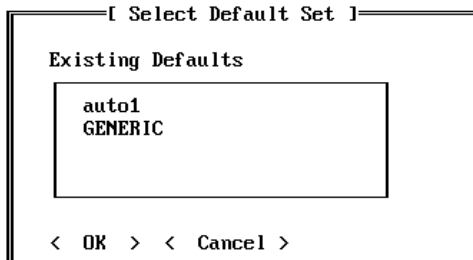 [ Select Default Set ]
Existing Defaults
auto1
GENERIC
< OK > < Cancel >